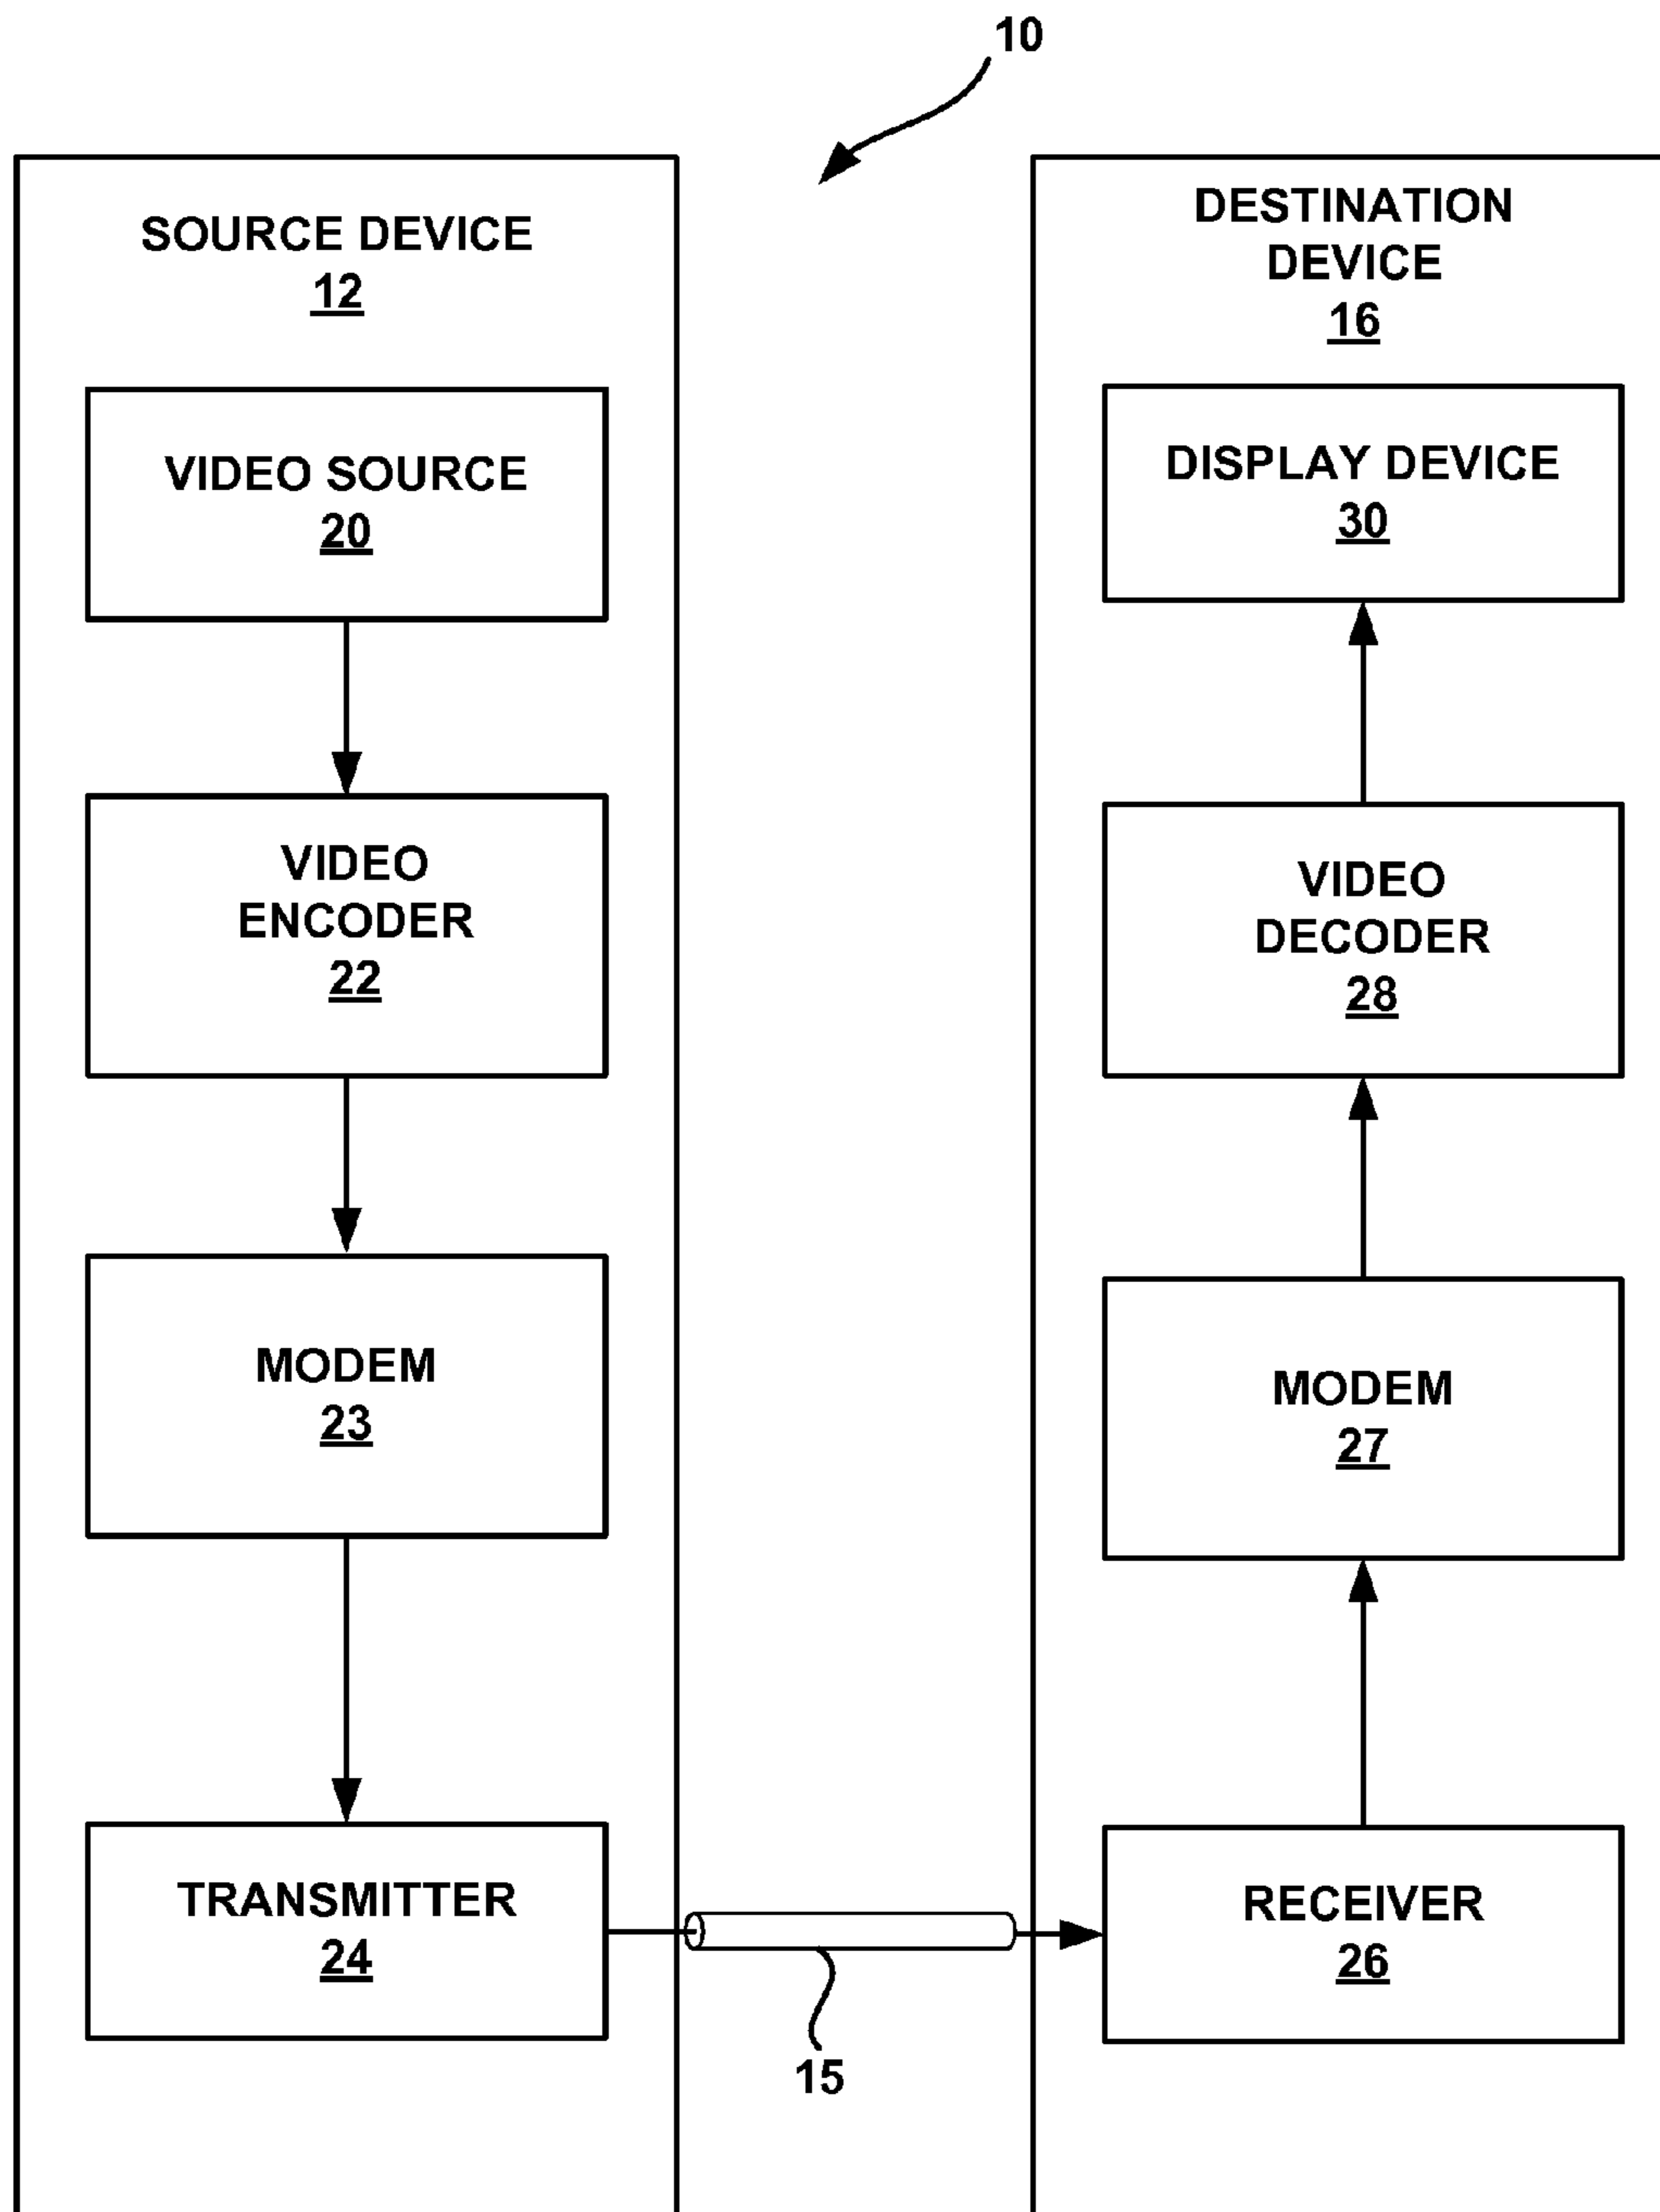 10
SOURCE DEVICE
12
VIDEO SOURCE
20
VIDEO
ENCODER
22
MODEM
23
TRANSMITTER
24
15
DESTINATION
DEVICE
16
DISPLAY DEVICE
30
VIDEO
DECODER
28
MODEM
27
RECEIVER
26